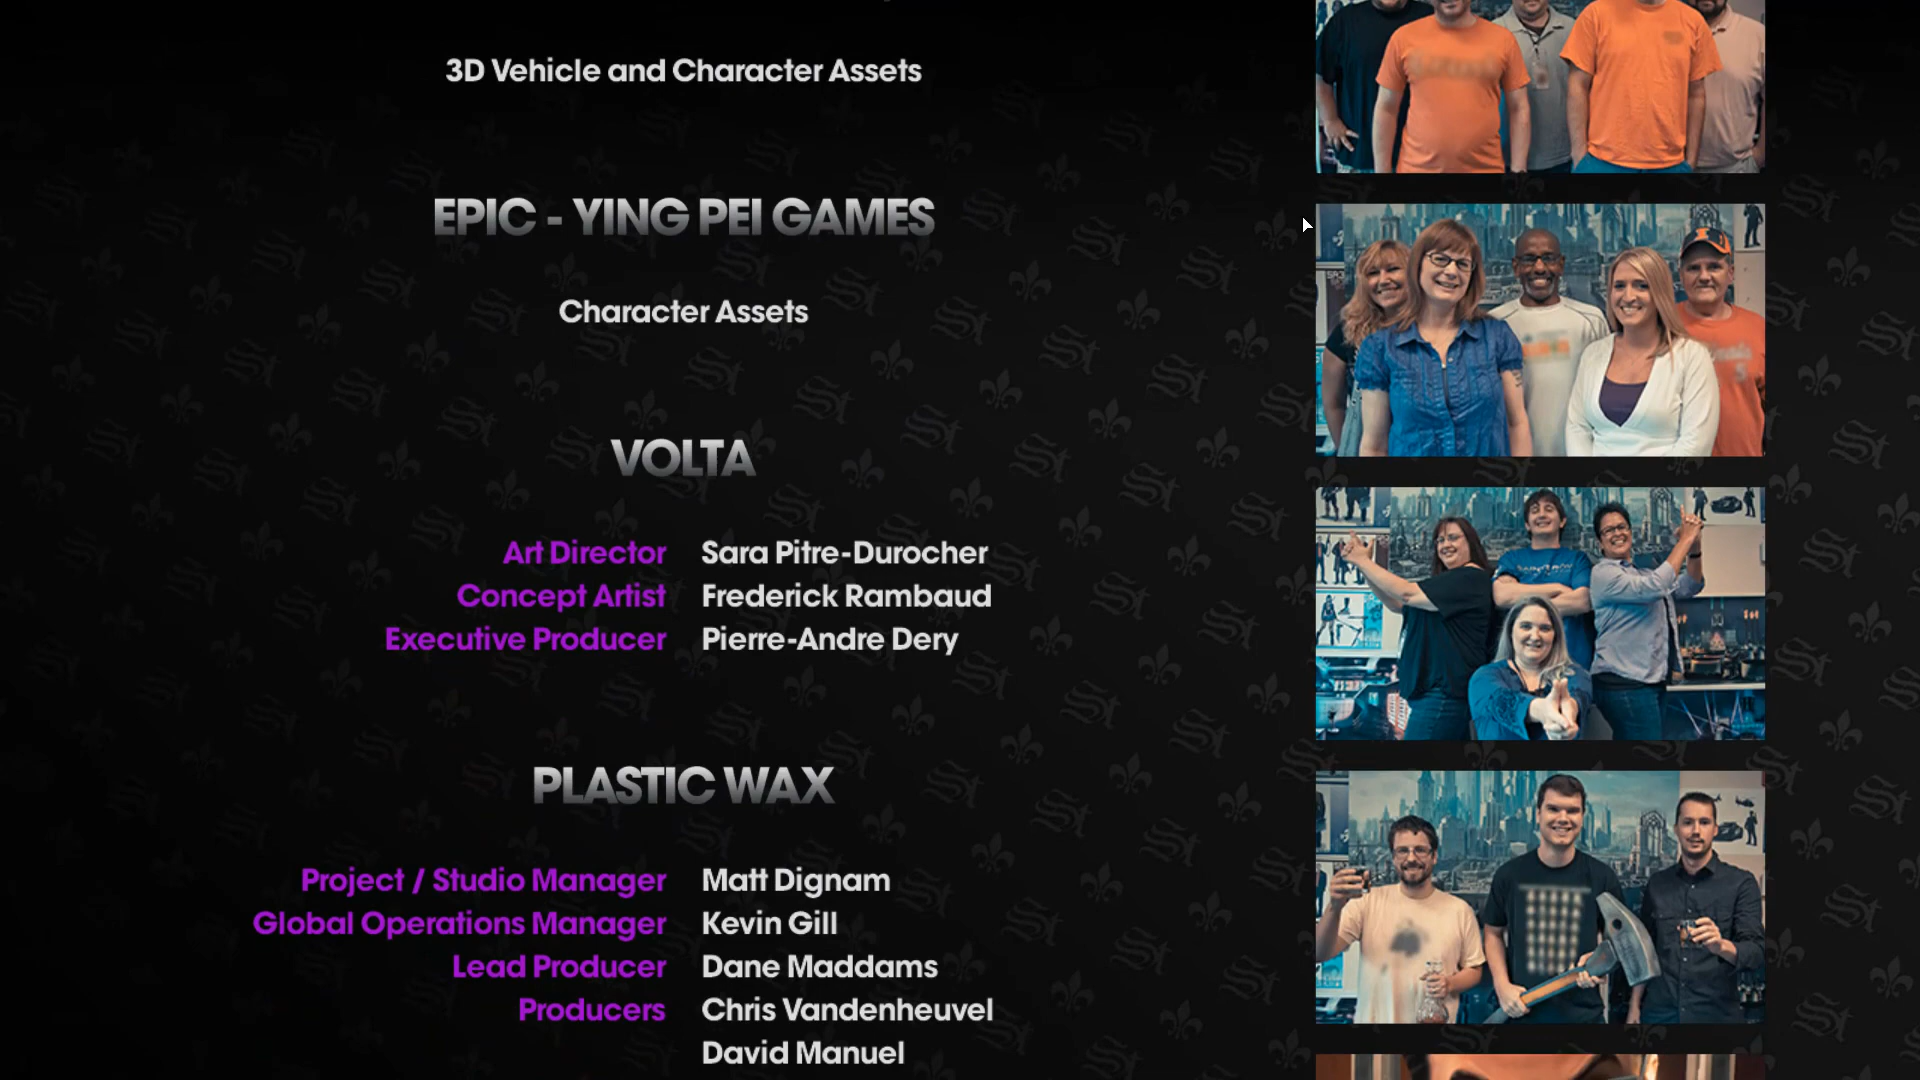 3D Vehicle and Character Assets
EPIC - YING PEI GAMES
Character Assets
VOLTA
Art Director Sara Pitre-Durocher
Concept Artist Frederick Rambaud
Executive Producer Pierre-Andre Dery
PLASTIC WAX
Project / Studio Manager Matt Dignam
Global Operations Manager Kevin Gill
Lead Producer Dane Maddams
Producers Chris Vandenheuvel
David Manuel